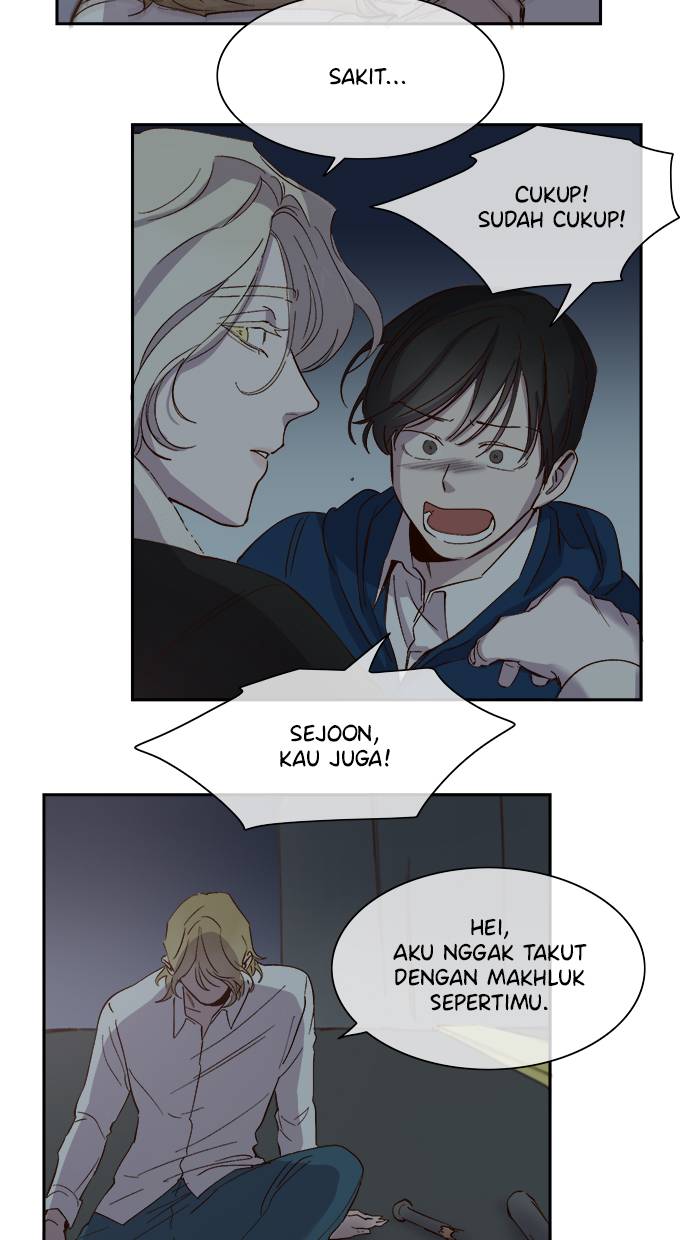 SAKIT...
CUKUP!
SUDAH CUKUP!
SEJOON,
KAU JUGA!
HEI,
AKU NGGAK TAKUT
DENGAN MAKHLUK
SEPERTIMU.